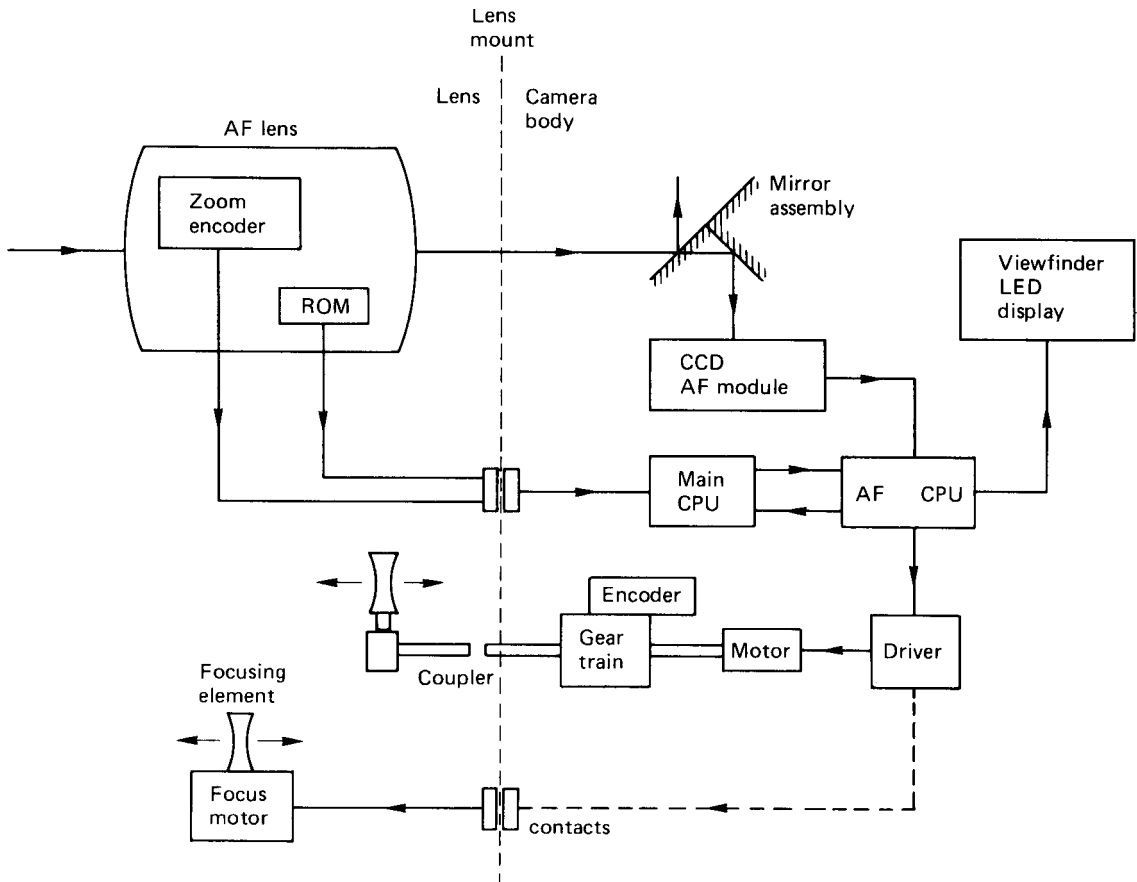 Lens
mount
Lens
Camera
body
AF lens
Zoom
encoder
Mirror
assembly
ROM
Viewfinder
LED
display
CCD
AF module
Main
CPU
AF CPU
Encoder
Gear
train
Motor
Driver
Coupler
Focusing
element
Focus
motor
contacts